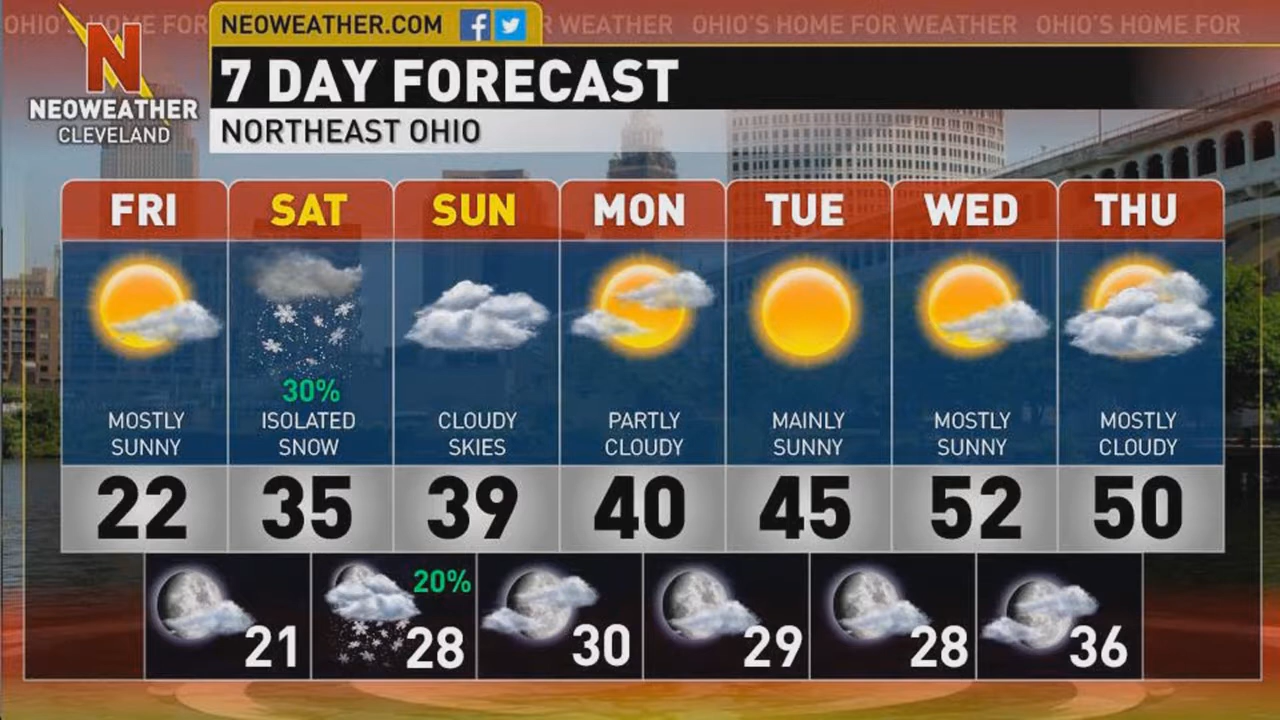 OHIO'S HOME FOR WEATHER OHIO'S HOME FOR WEATHER OHIO'S HOME FOR
N
NEOWEATHER
CLEVELAND
NEOWEATHER.COM f
7 DAY FORECAST
NORTHEAST OHIO
FRI SAT SUN MON TUE WED THU
30%
MOSTLY ISOLATED CLOUDY PARTLY MAINLY MOSTLY MOSTLY
SUNNY SNOW SKIES CLOUDY SUNNY SUNNY CLOUDY
22 35 39 40 45 52 50
20%
21 28 30 29 28 36